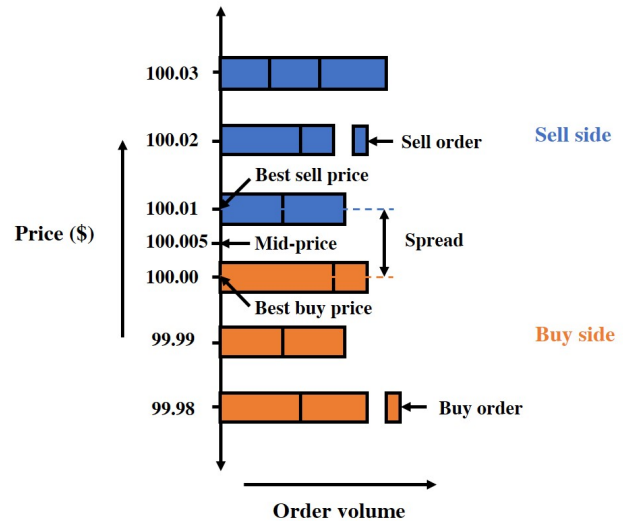 100.03
100.02
Sell order
Sell side
Best sell price
100.01
Price ($)
100.005
Mid-price
Spread
100.00
Best buy price
99.99
Buy side
99.98
Buy order
Order volume